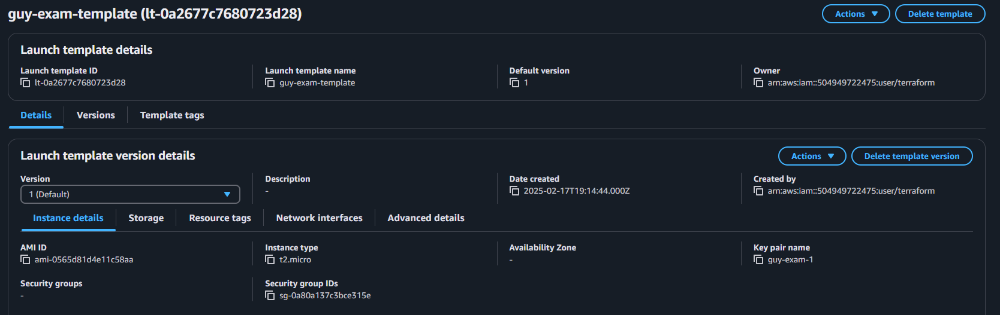 guy-exam-template (lt-0a2677c7680723d28)
Actions
Delete template
Launch template details
Launch template ID
lt-0a2677c7680723d28
Launch template name
guy-exam-template
Default version
1
Owner
arn:aws:iam::504949722475:user/terraform
Details
Versions
Template tags
Launch template version details
Actions
Delete template version
Version
1 (Default)
Description
-
Date created
2025-02-17T19:14:44.000Z
Created by
arn:aws:iam::504949722475:user/terraform
Instance details
Storage
Resource tags
Network interfaces
Advanced details
AMI ID
ami-0565d81d4e11c58aa
Instance type
t2.micro
Availability Zone
-
Key pair name
guy-exam-1
Security groups
-
Security group IDs
sg-0a80a137c3bce315e